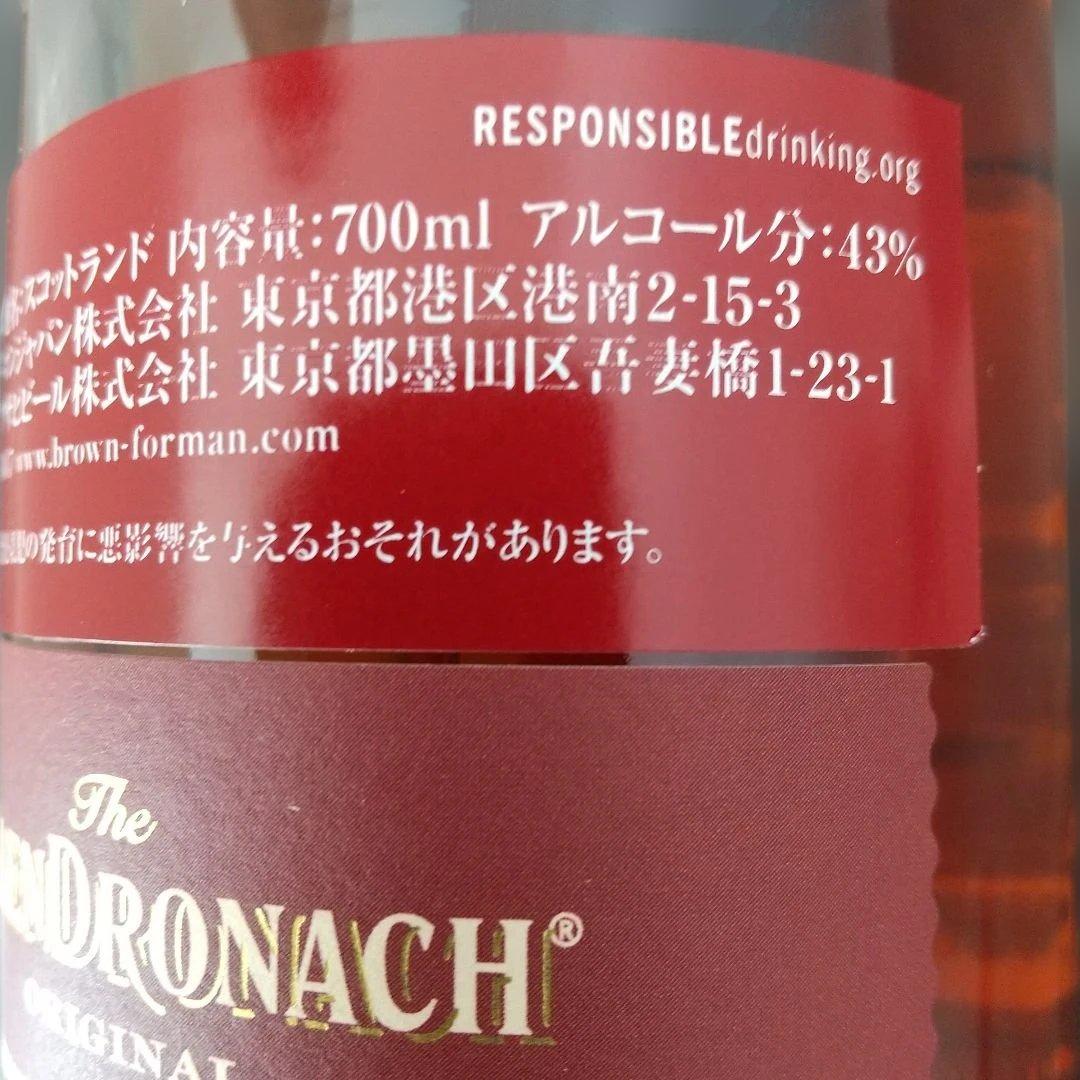 RESPONSIBLEdrinking.org
スコットランド 内容量:700ml アルコール分:43%
ジャパン株式会社 東京都港区港南2-15-3
ビール株式会社 東京都墨田区吾妻橋1-23-1
www.brown-forman.com
の発育に悪影響を与えるおそれがあります。
The
DRONACH®
ORIGINAL